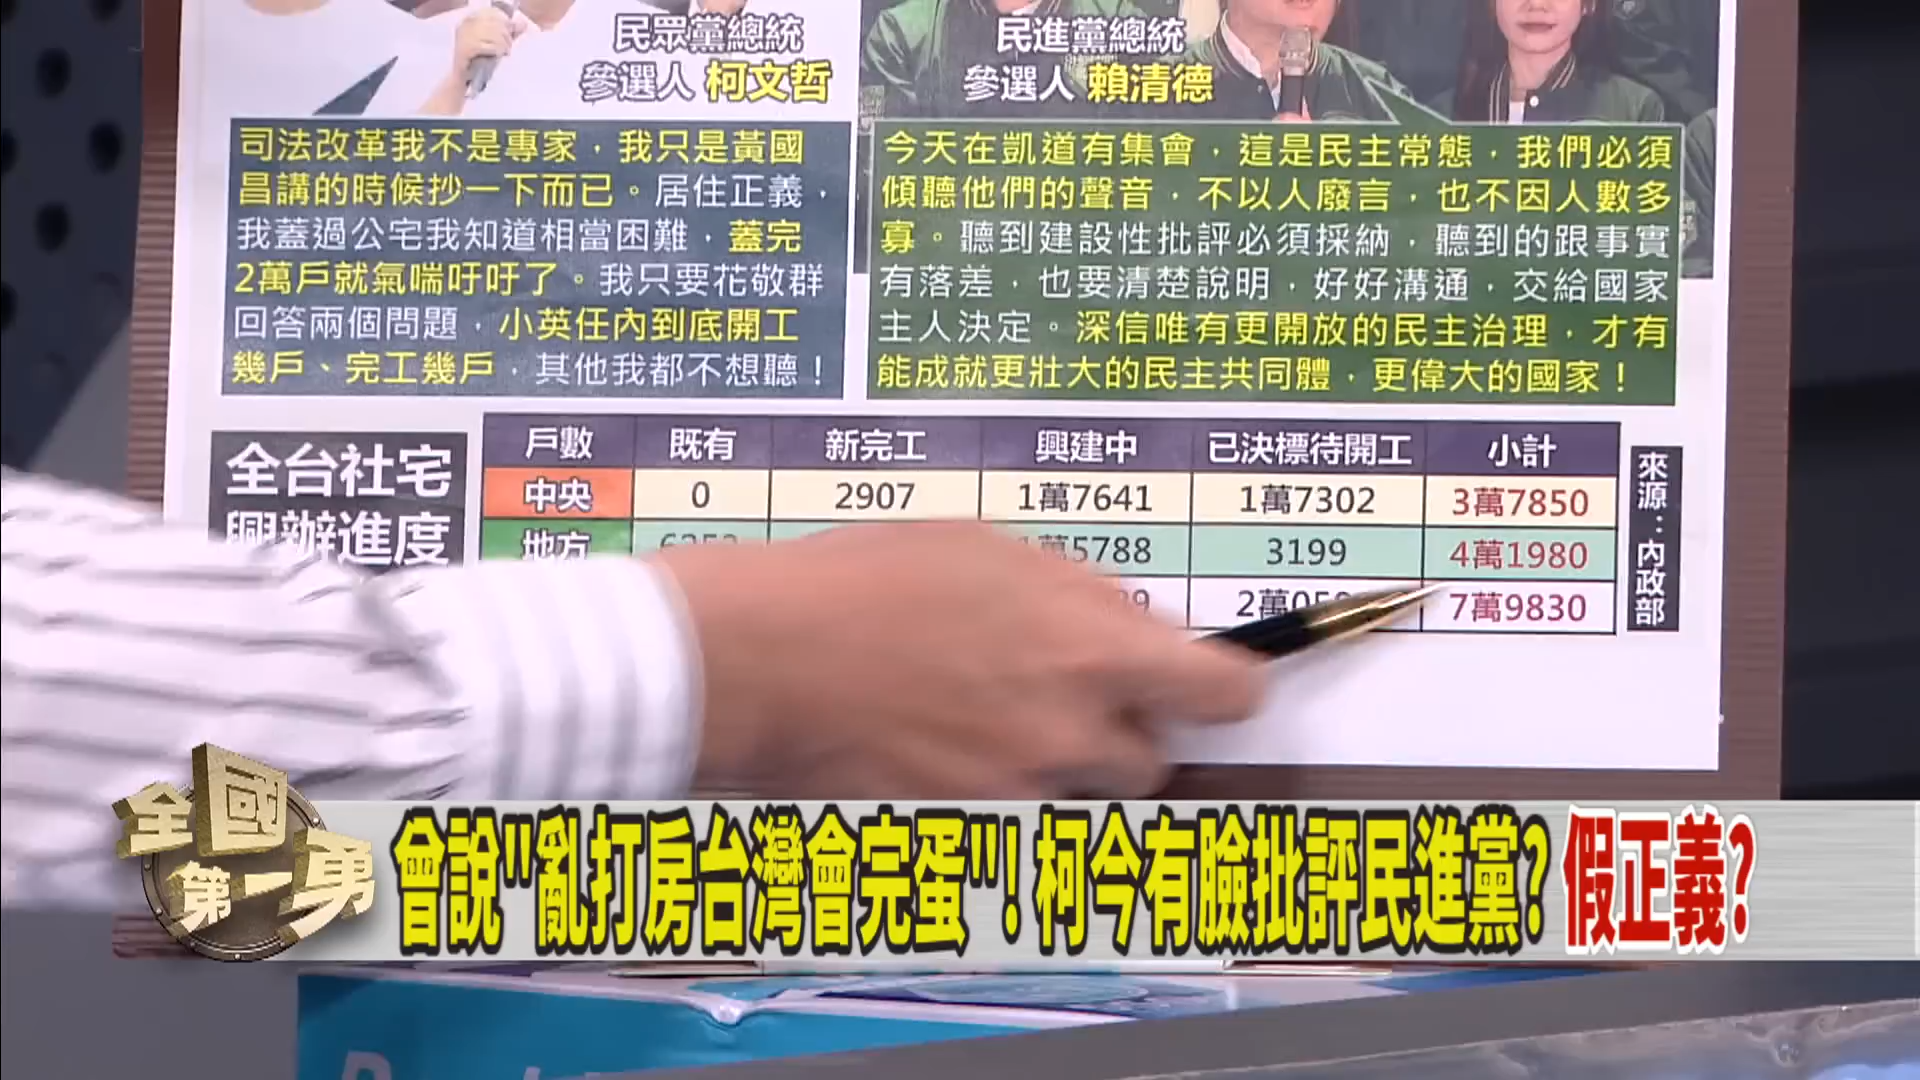 民眾黨總統
參選人 柯文哲
民進黨總統
參選人 賴清德
司法改革我不是專家，我只是黃國
昌講的時候抄一下而已。居住正義，
我蓋過公宅我知道相當困難，蓋完
2萬戶就氣喘吁吁了。我只要花敬群
回答兩個問題，小英任內到底開工
幾戶、完工幾戶，其他我都不想聽！
今天在凱道有集會，這是民主常態，我們必須
傾聽他們的聲音，不以人廢言，也不因人數多
寡。聽到建設性批評必須採納，聽到的跟事實
有落差，也要清楚說明，好好溝通，交給國家
主人決定。深信唯有更開放的民主治理，才有
能成就更壯大的民主共同體，更偉大的國家！
全台社宅
興辦進度
戶數 既有 新完工 興建中 已決標待開工 小計
中央 0 2907 1萬7641 1萬7302 3萬7850
地方 5788 3199 4萬1980
7萬9830
來源：內政部
全國第一勇
曾說"亂打房台灣會完蛋"! 柯今有臉批評民進黨? 假正義?